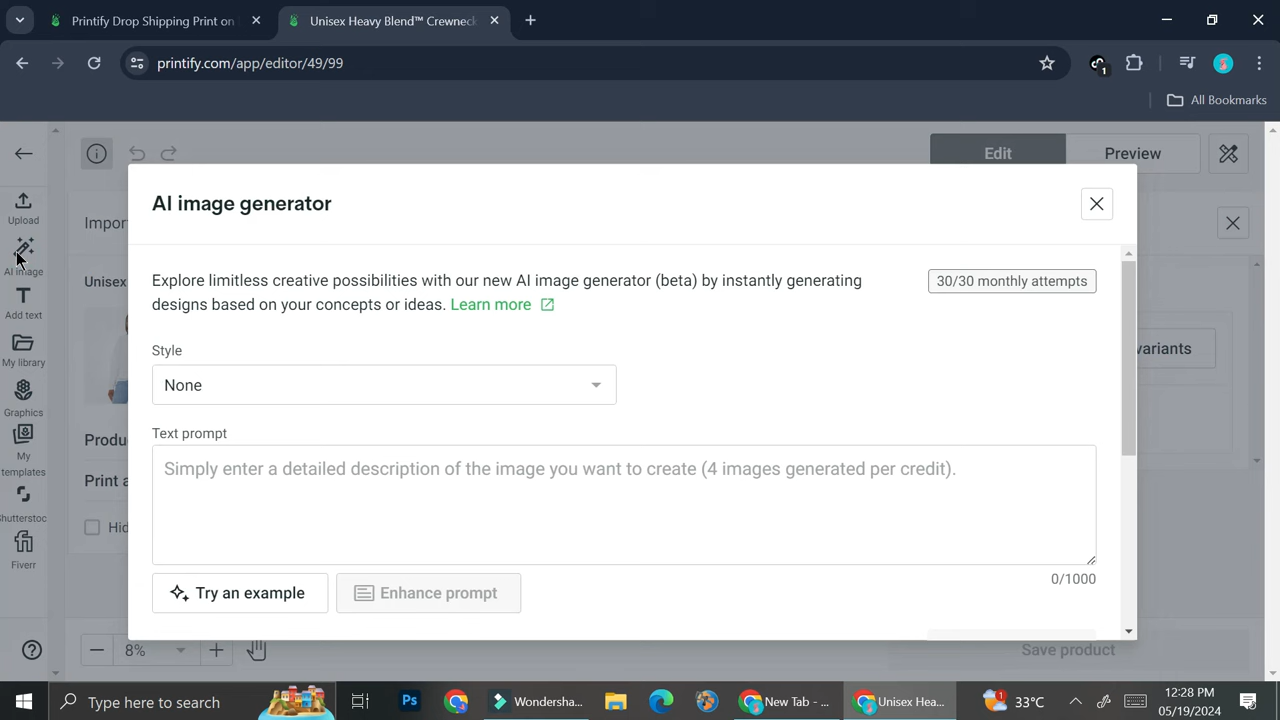 Printify Drop Shipping Print on
Unisex Heavy Blend™ Crewneck
printify.com/app/editor/49/99
1
All Bookmarks
Edit
Preview
Upload
AI image
Add text
My library
Graphics
My
templates
Shutterstoc
Fiverr
Impor
Unisex
Produ
Print a
Hid
variants
AI image generator
Explore limitless creative possibilities with our new AI image generator (beta) by instantly generating
designs based on your concepts or ideas. Learn more
30/30 monthly attempts
Style
None
Text prompt
Simply enter a detailed description of the image you want to create (4 images generated per credit).
0/1000
Try an example
Enhance prompt
8%
Save product
Type here to search
Ps
Wondersha...
New Tab - ...
Unisex Hea...
1
33°C
12:28 PM
05/19/2024